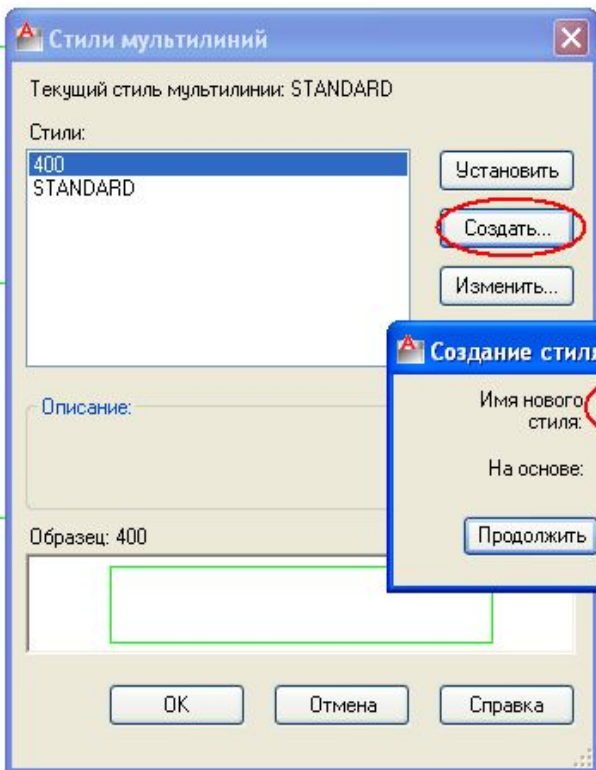 Стили мультилиний
Текущий стиль мультилинии: STANDARD
Стили:
400
STANDARD
Установить
Создать...
Изменить...
Создание стиля
Имя нового
стиля:
На основе:
Продолжить
Описание:
Образец: 400
OK
Отмена
Справка